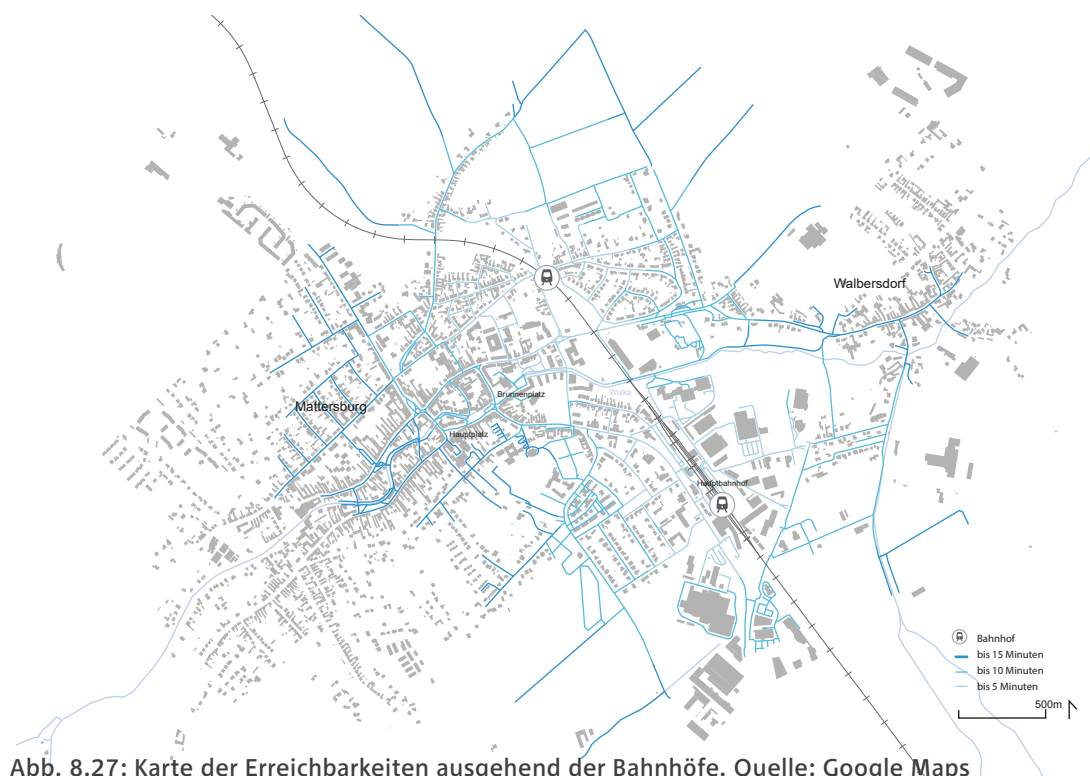 Walbersdorf
Brunnenplatz
Wulka
Mattersburg
Hauptplatz
Hauptbahnhof
Bahnhof
bis 15 Minuten
bis 10 Minuten
bis 5 Minuten
500m
Abb. 8.27: Karte der Erreichbarkeiten ausgehend der Bahnhöfe. Quelle: Google Maps